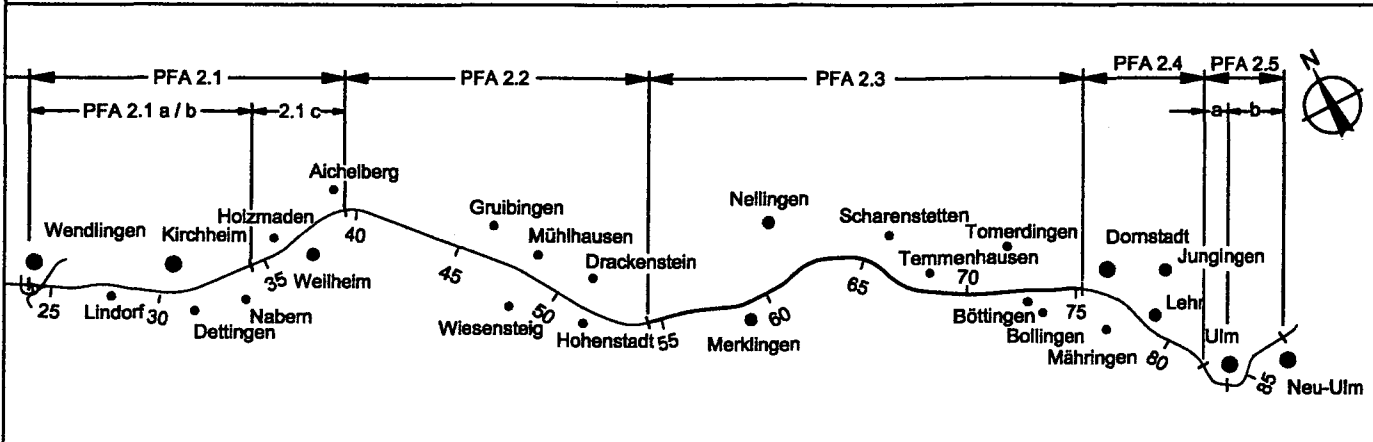 PFA 2.1
PFA 2.2
PFA 2.3
PFA 2.4
PFA 2.5
N
PFA 2.1 a / b
2.1 c
a
b
Aichelberg
Wendlingen
Kirchheim
Holzmaden
Weilheim
Lindorf
Dettingen
Nabern
25
30
35
40
Gruibingen
Mühlhausen
Drackenstein
Wiesensteig
Hohenstadt
45
50
55
Nellingen
Merklingen
Scharenstetten
Temmenhausen
Tomerdingen
60
65
70
75
Böttingen
Bollingen
Mähringen
Dornstadt
Jungingen
Lehr
Ulm
80
85
Neu-Ulm